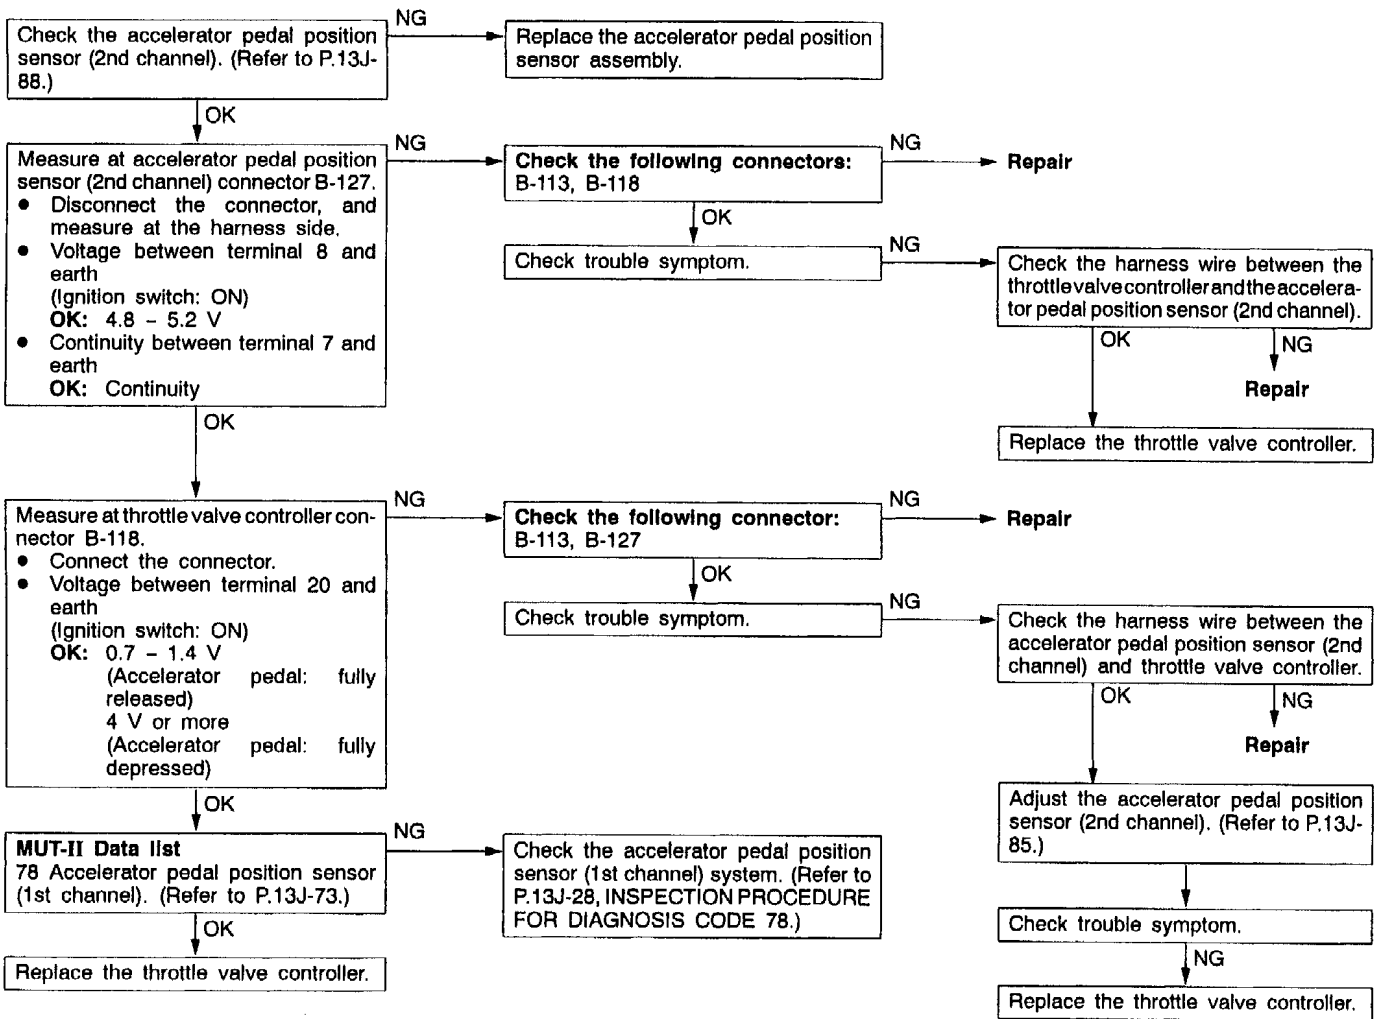 Check the accelerator pedal position
sensor (2nd channel). (Refer to P.13J-
88.)
NG
Replace the accelerator pedal position
sensor assembly.
OK
Measure at accelerator pedal position
sensor (2nd channel) connector B-127.
● Disconnect the connector, and
measure at the harness side.
● Voltage between terminal 8 and
earth
(Ignition switch: ON)
OK: 4.8 – 5.2 V
● Continuity between terminal 7 and
earth
OK: Continuity
NG
Check the following connectors:
B-113, B-118
NG
Repair
OK
Check trouble symptom.
NG
Check the harness wire between the
throttle valve controller and the accelera-
tor pedal position sensor (2nd channel).
OK
NG
Repair
Replace the throttle valve controller.
OK
Measure at throttle valve controller con-
nector B-118.
● Connect the connector.
● Voltage between terminal 20 and
earth
(Ignition switch: ON)
OK: 0.7 – 1.4 V
(Accelerator pedal: fully
released)
4 V or more
(Accelerator pedal: fully
depressed)
NG
Check the following connector:
B-113, B-127
NG
Repair
OK
Check trouble symptom.
NG
Check the harness wire between the
accelerator pedal position sensor (2nd
channel) and throttle valve controller.
OK
NG
Repair
Adjust the accelerator pedal position
sensor (2nd channel). (Refer to P.13J-
85.)
Check trouble symptom.
NG
Replace the throttle valve controller.
OK
MUT-II Data list
78 Accelerator pedal position sensor
(1st channel). (Refer to P.13J-73.)
NG
Check the accelerator pedal position
sensor (1st channel) system. (Refer to
P.13J-28, INSPECTION PROCEDURE
FOR DIAGNOSIS CODE 78.)
OK
Replace the throttle valve controller.